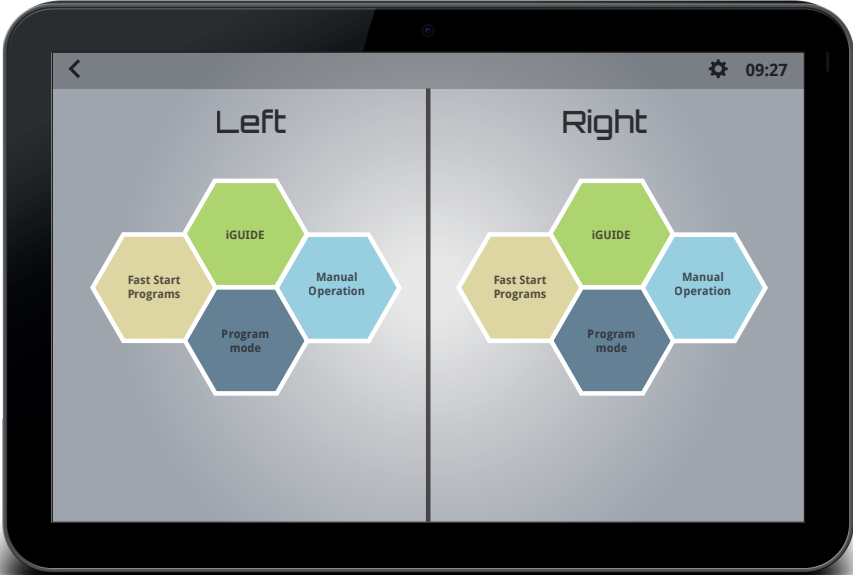 09:27
Left
Right
iGUIDE
Fast Start
Programs
Manual
Operation
Program
mode
iGUIDE
Fast Start
Programs
Manual
Operation
Program
mode